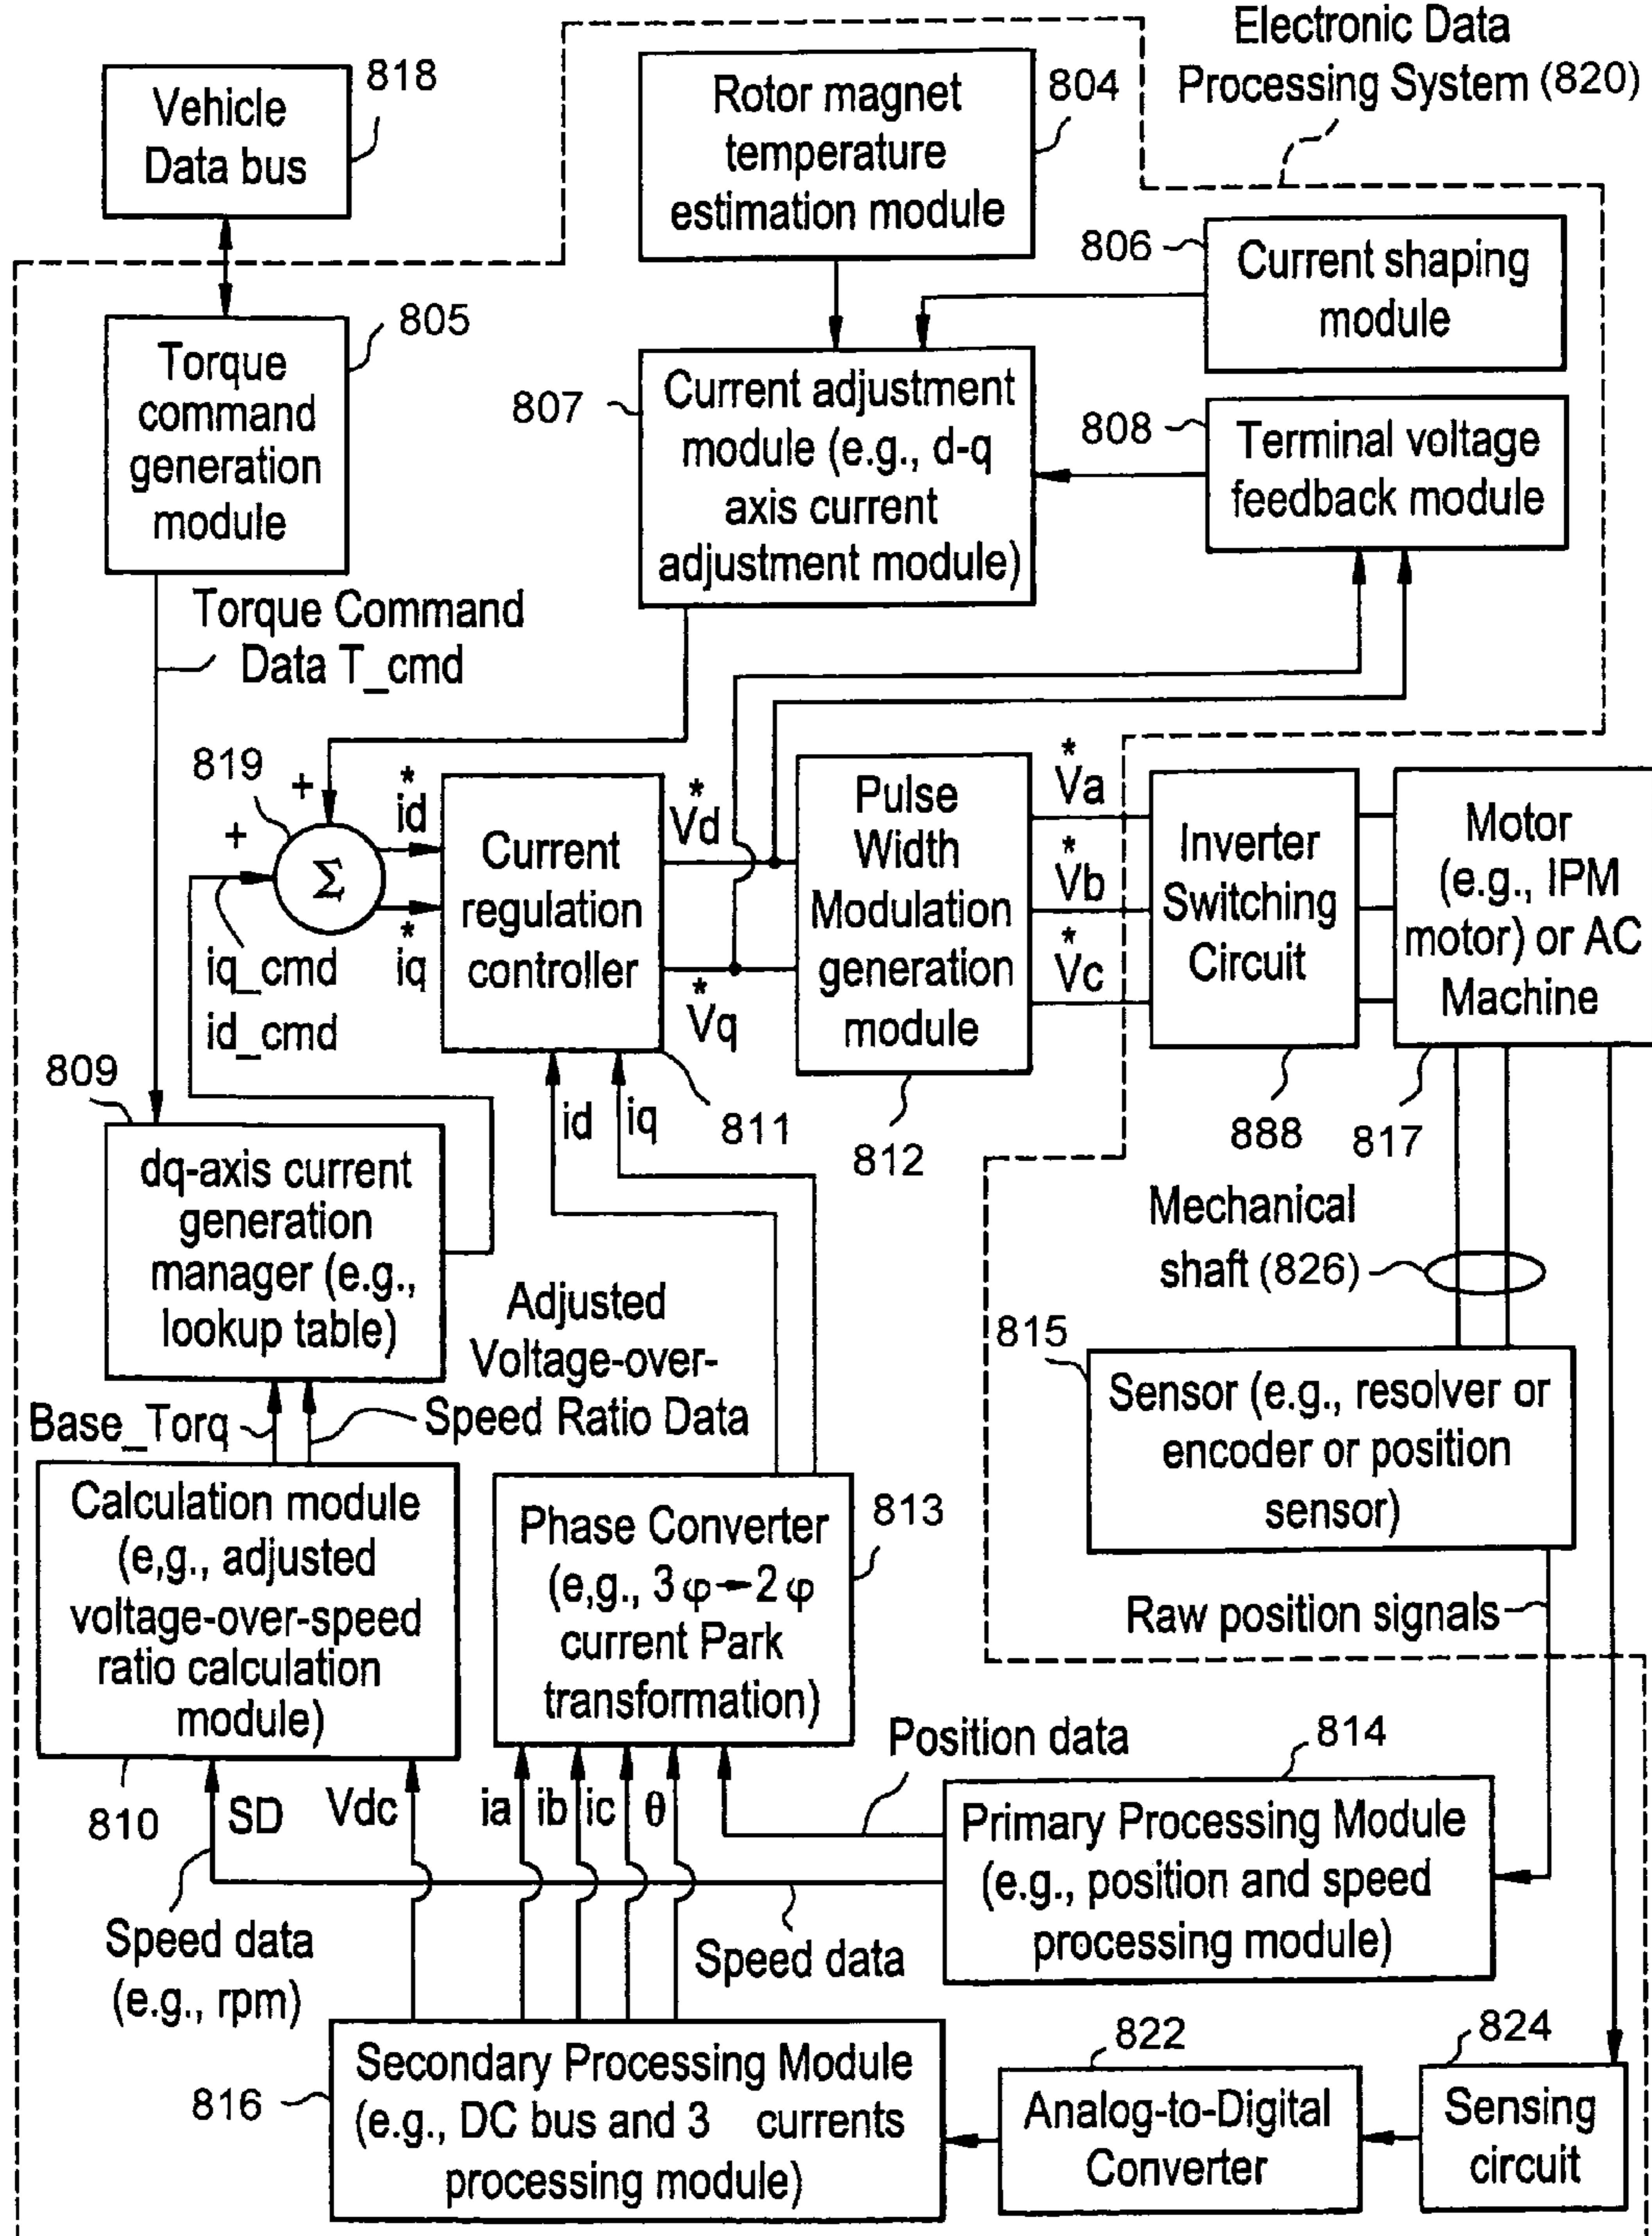 Electronic Data
Processing System (820)
Vehicle
Data bus
818
Rotor magnet
temperature
estimation module
804
806
Current shaping
module
Torque
command
generation
module
805
807
Current adjustment
module (e.g., d-q
axis current
adjustment module)
808
Terminal voltage
feedback module
Torque Command
Data T_cmd
819
+
+
Σ
*
id
*
iq
iq_cmd
id_cmd
Current
regulation
controller
811
*
Vd
*
Vq
Pulse
Width
Modulation
generation
module
812
*
Va
*
Vb
*
Vc
Inverter
Switching
Circuit
888
Motor
(e.g., IPM
motor) or AC
Machine
817
id
iq
809
dq-axis current
generation
manager (e.g.,
lookup table)
Mechanical
shaft (826)
Adjusted
Voltage-over-
Speed Ratio Data
Base_Torq
815
Sensor (e.g., resolver or
encoder or position
sensor)
Calculation module
(e,g., adjusted
voltage-over-speed
ratio calculation
module)
810
Phase Converter
(e,g., 3 φ←2 φ
current Park
transformation)
813
Raw position signals
Position data
814
Primary Processing Module
(e.g., position and speed
processing module)
SD
Vdc
ia
ib
ic
θ
Speed data
(e.g., rpm)
Speed data
816
Secondary Processing Module
(e.g., DC bus and 3 currents
processing module)
822
Analog-to-Digital
Converter
824
Sensing
circuit